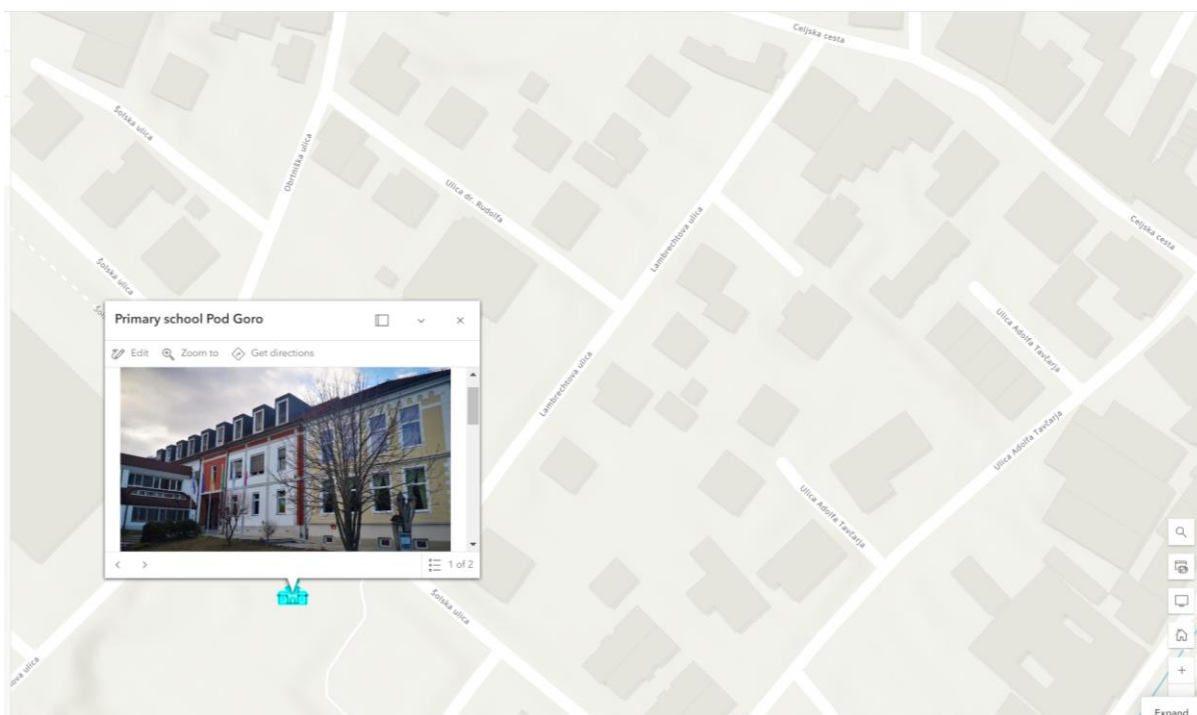 Celjska cesta
Šolska ulica
Obrtniška ulica
Ulica dr. Rudolfa
Lambrechtova ulica
Celjska cesta
Šolska ulica
Primary school Pod Goro
Edit Zoom to Get directions
Ulica Adolfa Tavčarja
Lambrechtova ulica
Ulica Adolfa Tavčarja
Ulica Adolfa Tavčarja
1 of 2
Šolska ulica
ova ulica
Expand